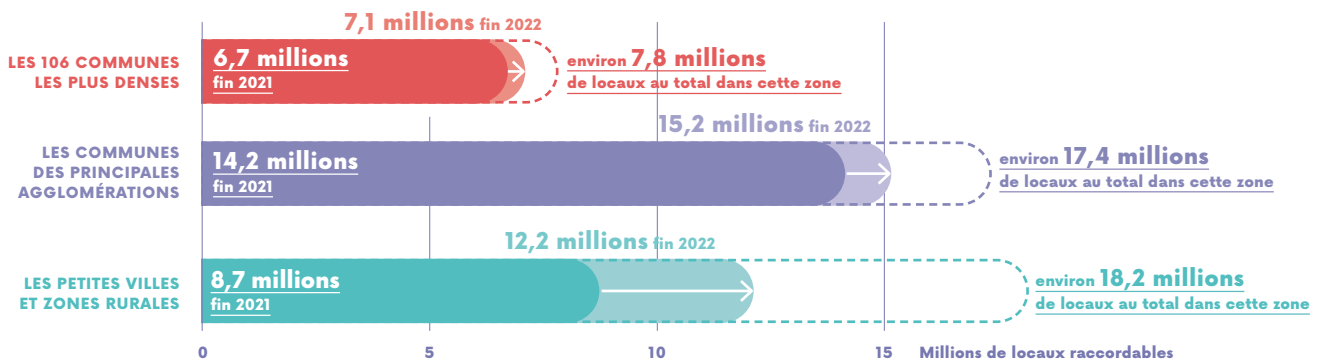 7,1 millions fin 2022
LES 106 COMMUNES
LES PLUS DENSES
6,7 millions
fin 2021
environ 7,8 millions
de locaux au total dans cette zone
15,2 millions fin 2022
LES COMMUNES
DES PRINCIPALES
AGGLOMÉRATIONS
14,2 millions
fin 2021
environ 17,4 millions
de locaux au total dans cette zone
12,2 millions fin 2022
LES PETITES VILLES
ET ZONES RURALES
8,7 millions
fin 2021
environ 18,2 millions
de locaux au total dans cette zone
0 5 10 15 Millions de locaux raccordables